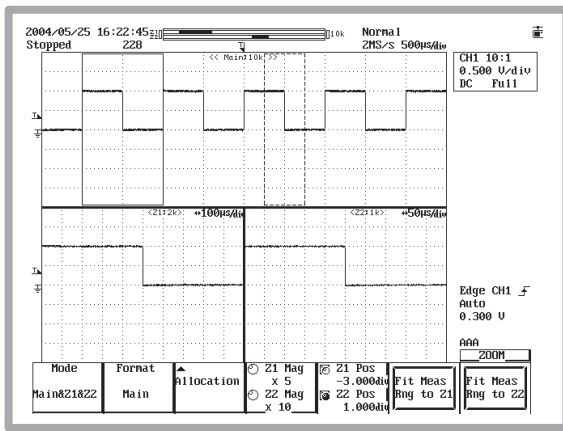 2004/05/25 16:22:45 Z1 Z2 10k Normal
Stopped 228 T 2MS/s 500µs/div
<< Main:10k >>
CH1 10:1
0.500 V/div
DC Full
T
<Z1:2k> 100µs/div
<Z2:1k> 50µs/div
T
Edge CH1
Auto
0.300 V
AAA
ZOOM
Mode
Main&Z1&Z2
Format
Main
Allocation
Z1 Mag
x 5
Z2 Mag
x 10
Z1 Pos
-3.000div
Z2 Pos
1.000div
Fit Meas
Rng to Z1
Fit Meas
Rng to Z2